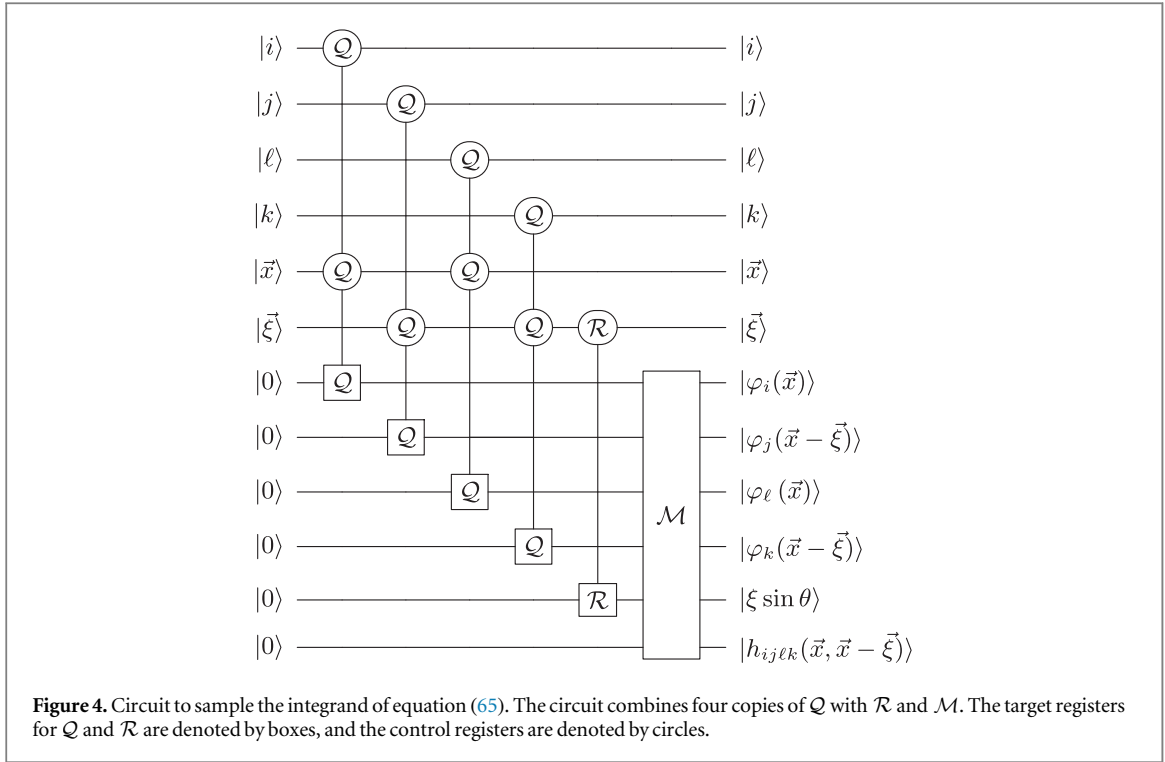 |i⟩ Q |i⟩
|j⟩ Q |j⟩
|ℓ⟩ Q |ℓ⟩
|k⟩ Q |k⟩
|x⃗⟩ Q Q |x⃗⟩
|ξ⃗⟩ Q Q R |ξ⃗⟩
|0⟩ Q |φ_i(x⃗)⟩
|0⟩ Q |φ_j(x⃗ − ξ⃗)⟩
|0⟩ Q |φ_ℓ (x⃗)⟩
M
|0⟩ Q |φ_k(x⃗ − ξ⃗)⟩
|0⟩ R |ξ sin θ⟩
|0⟩ |h_{ijℓk}(x⃗, x⃗ − ξ⃗)⟩
Figure 4. Circuit to sample the integrand of equation (65). The circuit combines four copies of Q with R and M. The target registers
for Q and R are denoted by boxes, and the control registers are denoted by circles.